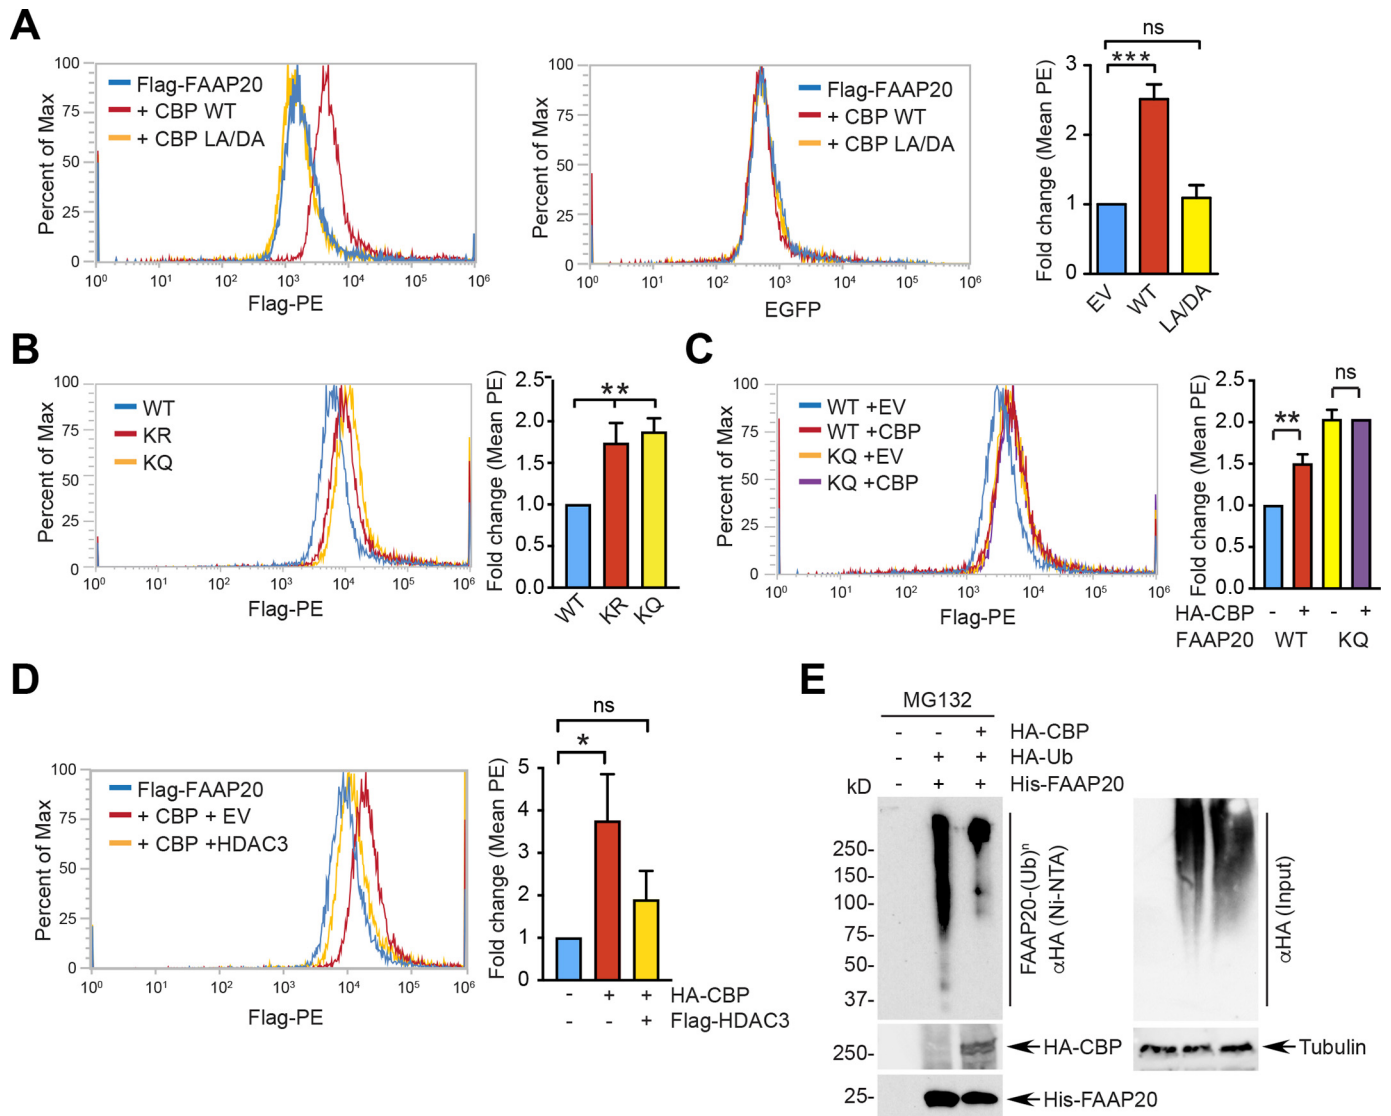 A
Percent of Max
100
75
50
25
0
Flag-FAAP20
+ CBP WT
+ CBP LA/DA
10⁰ 10¹ 10² 10³ 10⁴ 10⁵ 10⁶
Flag-PE
Percent of Max
100
75
50
25
0
Flag-FAAP20
+ CBP WT
+ CBP LA/DA
10⁰ 10¹ 10² 10³ 10⁴ 10⁵ 10⁶
EGFP
Fold change (Mean PE)
ns
***
3
2
1
0
EV WT LA/DA
B
Percent of Max
100
75
50
25
0
WT
KR
KQ
10⁰ 10¹ 10² 10³ 10⁴ 10⁵ 10⁶
Flag-PE
Fold change (Mean PE)
**
2.5
2.0
1.5
1.0
0.5
0.0
WT KR KQ
C
Percent of Max
100
75
50
25
0
WT +EV
WT +CBP
KQ +EV
KQ +CBP
10⁰ 10¹ 10² 10³ 10⁴ 10⁵ 10⁶
Flag-PE
Fold change (Mean PE)
ns
**
2.5
2.0
1.5
1.0
0.5
0.0
HA-CBP - + - +
FAAP20 WT KQ
D
Percent of Max
100
75
50
25
0
Flag-FAAP20
+ CBP + EV
+ CBP +HDAC3
10⁰ 10¹ 10² 10³ 10⁴ 10⁵ 10⁶
Flag-PE
Fold change (Mean PE)
ns
*
5
4
3
2
1
0
- + + HA-CBP
- - + Flag-HDAC3
E
MG132
- - + HA-CBP
- + + HA-Ub
kD - + + His-FAAP20
250-
150-
100-
75-
50-
37-
FAAP20-(Ub)ⁿ
αHA (Ni-NTA)
250-
HA-CBP
25-
His-FAAP20
αHA (Input)
Tubulin